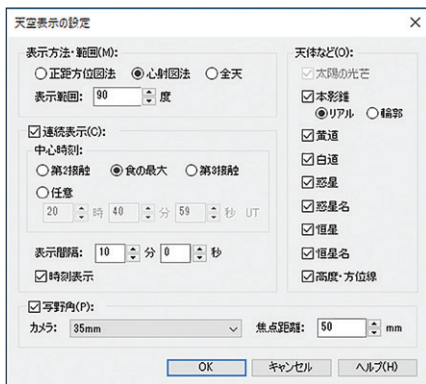 天空表示の設定
表示方法・範囲(M):
正距方位図法 心射図法 全天
表示範囲: 90 度
連続表示(C):
中心時刻:
第2接触 食の最大 第3接触
任意
20 時 40 分 59 秒 UT
表示間隔: 10 分 0 秒
時刻表示
天体など(O):
太陽の光芒
本影錐
リアル 輪郭
黄道
白道
惑星
惑星名
恒星
恒星名
高度・方位線
写野角(P):
カメラ: 35mm 焦点距離: 50 mm
OK キャンセル ヘルプ(H)